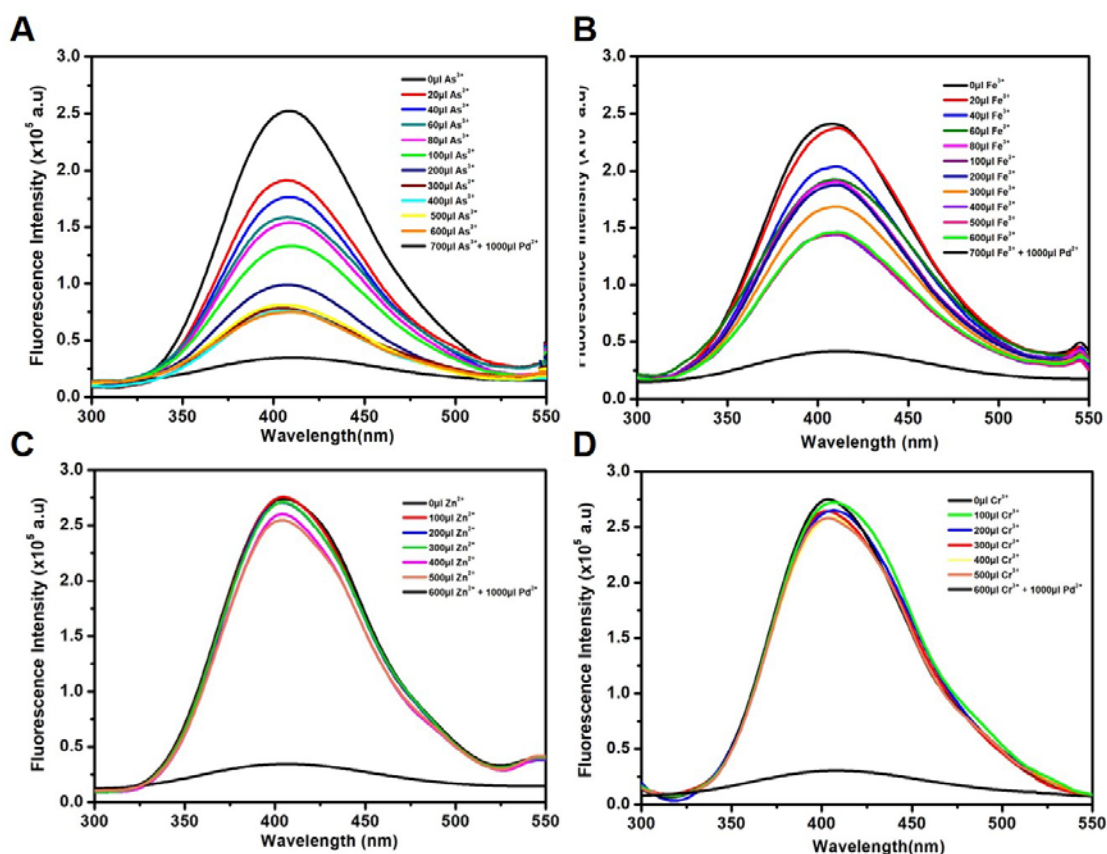 A
3.0
2.5
2.0
1.5
1.0
0.5
0.0
300
350
400
450
500
550
Wavelength(nm)
Fluorescence Intensity (x10⁵ a.u)
0µl As³⁺
20µl As³⁺
40µl As³⁺
60µl As³⁺
80µl As³⁺
100µl As³⁺
200µl As³⁺
300µl As³⁺
400µl As³⁺
500µl As³⁺
600µl As³⁺
700µl As³⁺ + 1000µl Pd²⁺
B
3.0
2.5
2.0
1.5
1.0
0.5
0.0
300
350
400
450
500
550
Wavelength (nm)
Fluorescence Intensity (x10⁵ a.u)
0µl Fe³⁺
20µl Fe³⁺
40µl Fe³⁺
60µl Fe³⁺
80µl Fe³⁺
100µl Fe³⁺
200µl Fe³⁺
300µl Fe³⁺
400µl Fe³⁺
500µl Fe³⁺
600µl Fe³⁺
700µl Fe³⁺ + 1000µl Pd²⁺
C
3.0
2.5
2.0
1.5
1.0
0.5
0.0
300
350
400
450
500
550
Wavelength(nm)
Fluorescence Intensity (x10⁵ a.u)
0µl Zn²⁺
100µl Zn²⁺
200µl Zn²⁺
300µl Zn²⁺
400µl Zn²⁺
500µl Zn²⁺
600µl Zn²⁺ + 1000µl Pd²⁺
D
3.0
2.5
2.0
1.5
1.0
0.5
0.0
300
350
400
450
500
550
Wavelength(nm)
Fluorescence Intensity (x10⁵ a.u)
0µl Cr³⁺
100µl Cr³⁺
200µl Cr³⁺
300µl Cr³⁺
400µl Cr³⁺
500µl Cr³⁺
600µl Cr³⁺ + 1000µl Pd²⁺